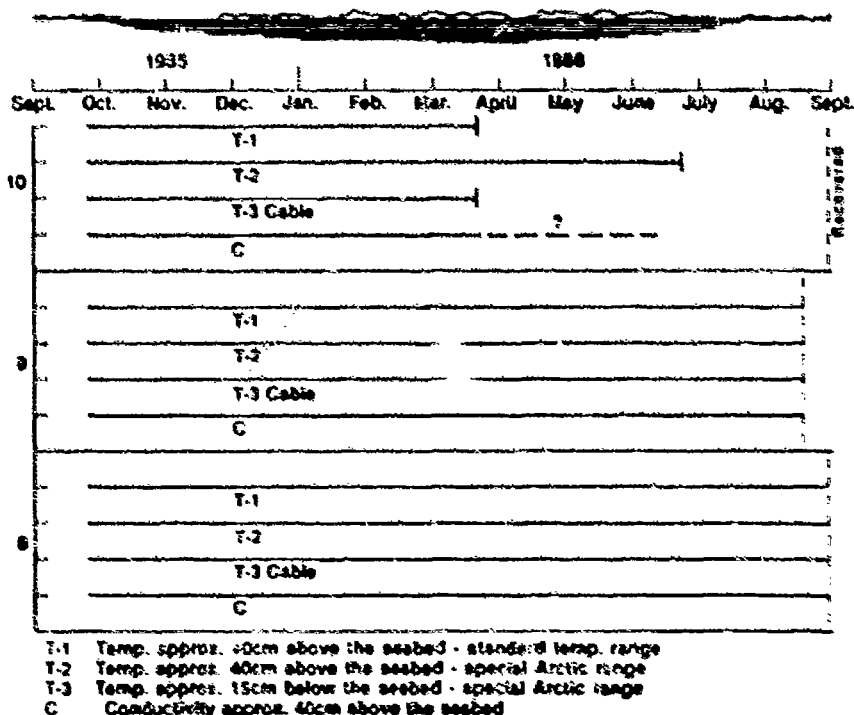 1985 1986
Sept. Oct. Nov. Dec. Jan. Feb. Mar. April May June July Aug. Sept.
T-1
10
T-2
T-3 Cable
?
C
Recovered
T-1
9
T-2
T-3 Cable
C
T-1
T-2
T-3 Cable
C
T-1 Temp. approx. 40cm above the seabed - standard temp. range
T-2 Temp. approx. 40cm above the seabed - special Arctic range
T-3 Temp. approx. 15cm below the seabed - special Arctic range
C Conductivity approx. 40cm above the seabed